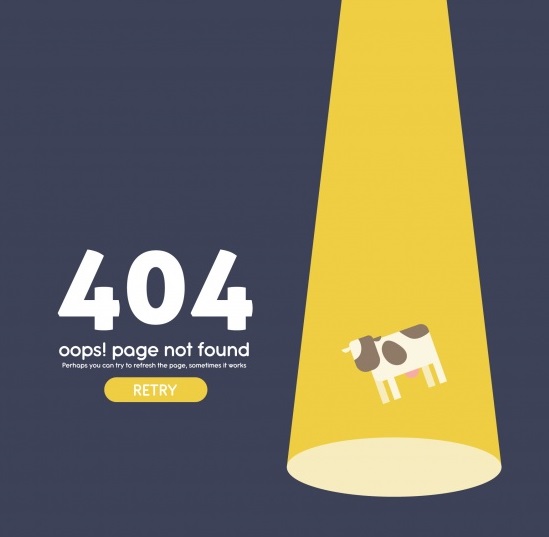 404
oops! page not found
Perhaps you can try to refresh the page, sometimes it works
RETRY